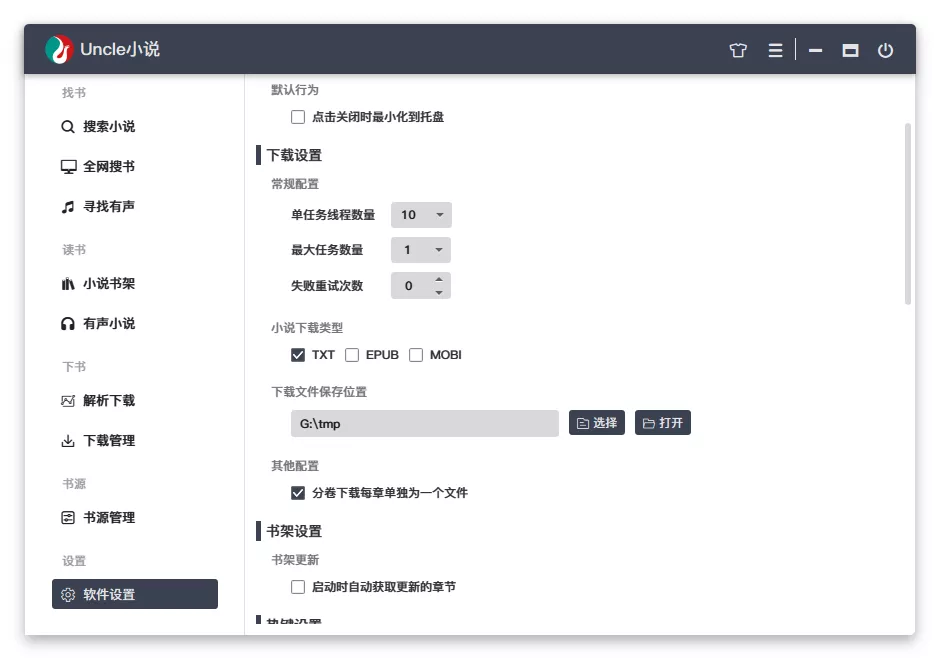 Uncle小说
找书
搜索小说
全网搜书
寻找有声
读书
小说书架
有声小说
下书
解析下载
下载管理
书源
书源管理
设置
软件设置
默认行为
点击关闭时最小化到托盘
下载设置
常规配置
单任务线程数量 10
最大任务数量 1
失败重试次数 0
小说下载类型
TXT EPUB MOBI
下载文件保存位置
G:\tmp 选择 打开
其他配置
分卷下载每章单独为一个文件
书架设置
书架更新
启动时自动获取更新的章节
热键设置